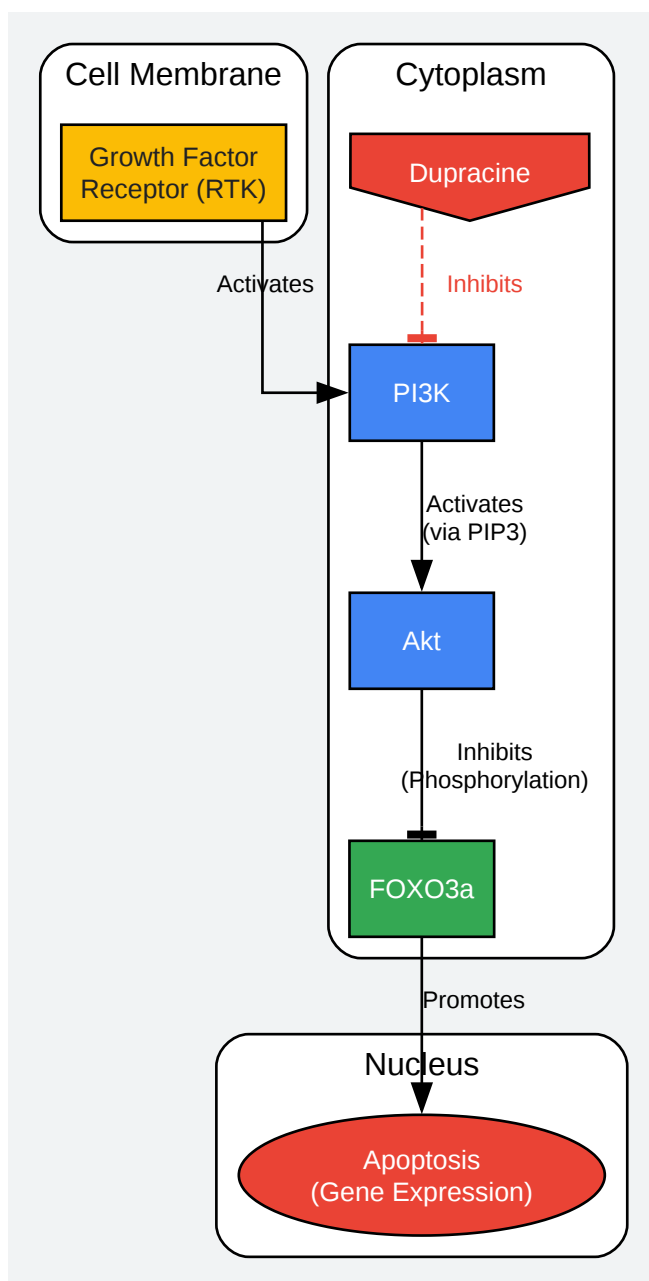 Cell Membrane
Cytoplasm
Growth Factor
Receptor (RTK)
Dupracine
Activates
Inhibits
PI3K
Activates
(via PIP3)
Akt
Inhibits
(Phosphorylation)
FOXO3a
Promotes
Nucleus
Apoptosis
(Gene Expression)